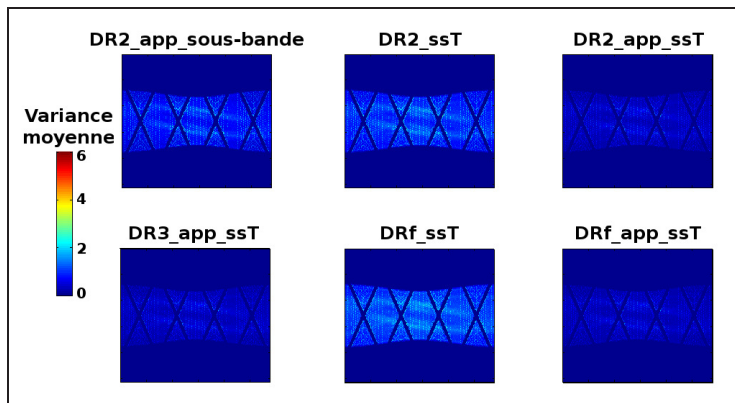 DR2_app_sous-bande
DR2_ssT
DR2_app_ssT
Variance
moyenne
6
4
2
0
DR3_app_ssT
DRf_ssT
DRf_app_ssT